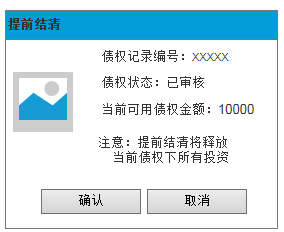 提前结清
债权记录编号：XXXXX
债权状态：已审核
当前可用债权金额：10000
注意：提前结清将释放
当前债权下所有投资
确认
取消